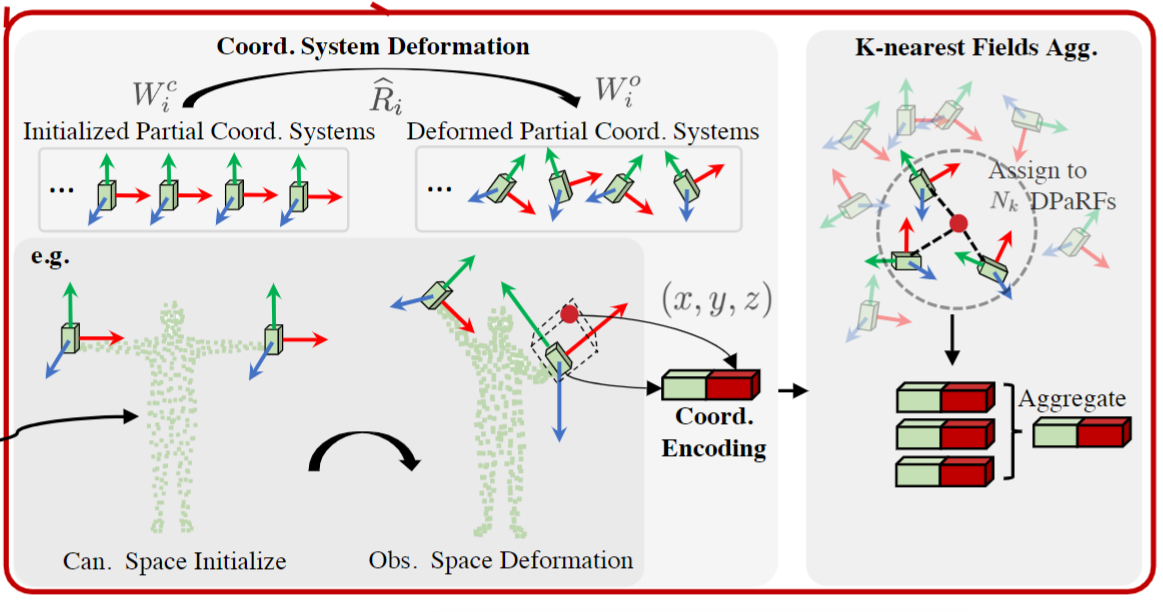 Coord. System Deformation
W_i^c
\widehat{R}_i
W_i^o
Initialized Partial Coord. Systems
Deformed Partial Coord. Systems
...
...
e.g.
(x, y, z)
Coord.
Encoding
Can. Space Initialize
Obs. Space Deformation
K-nearest Fields Agg.
Assign to
N_k DPaRFs
Aggregate